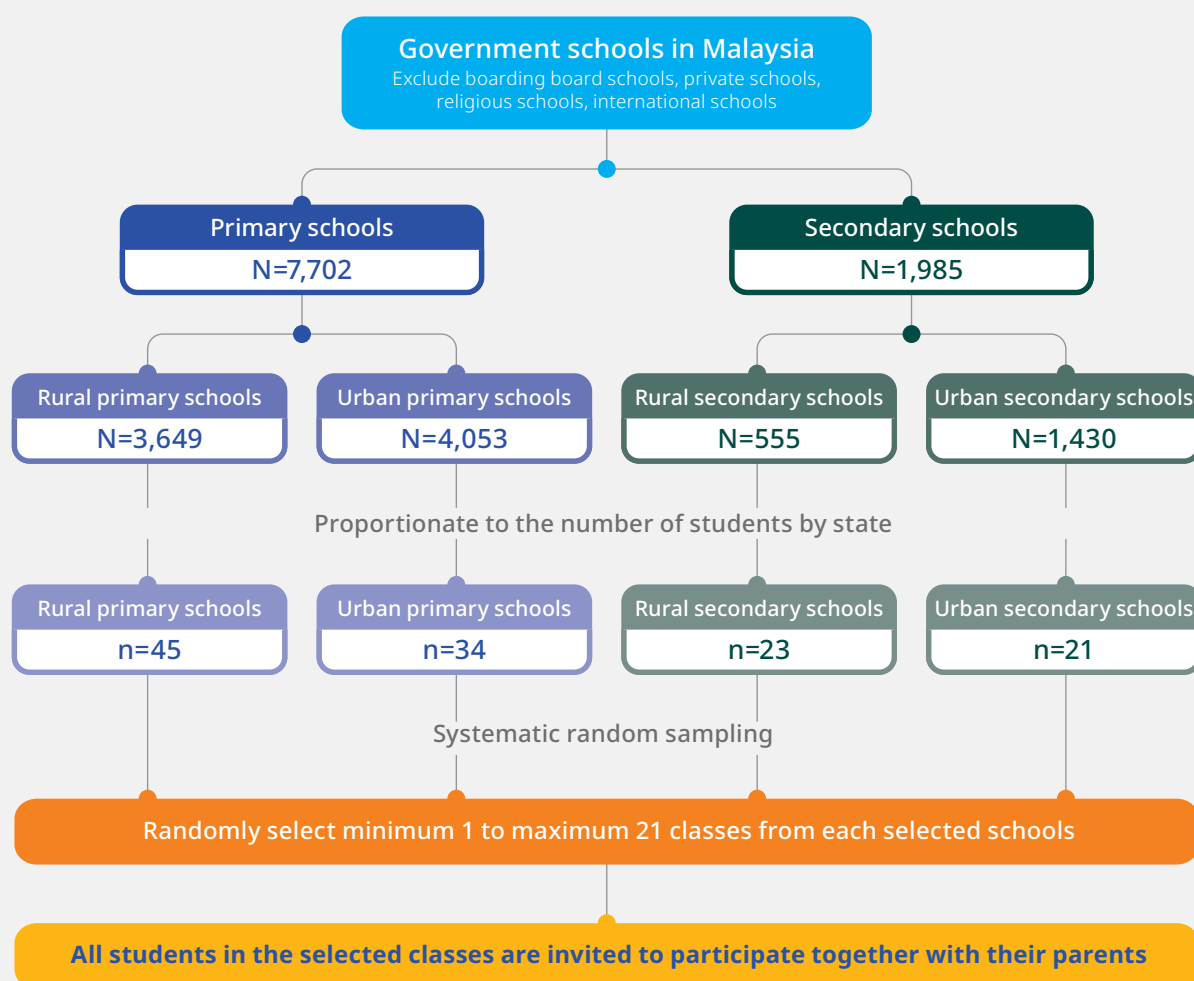 Government schools in Malaysia
Exclude boarding board schools, private schools,
religious schools, international schools
Primary schools
N=7,702
Secondary schools
N=1,985
Rural primary schools
N=3,649
Urban primary schools
N=4,053
Rural secondary schools
N=555
Urban secondary schools
N=1,430
Proportionate to the number of students by state
Rural primary schools
n=45
Urban primary schools
n=34
Rural secondary schools
n=23
Urban secondary schools
n=21
Systematic random sampling
Randomly select minimum 1 to maximum 21 classes from each selected schools
All students in the selected classes are invited to participate together with their parents